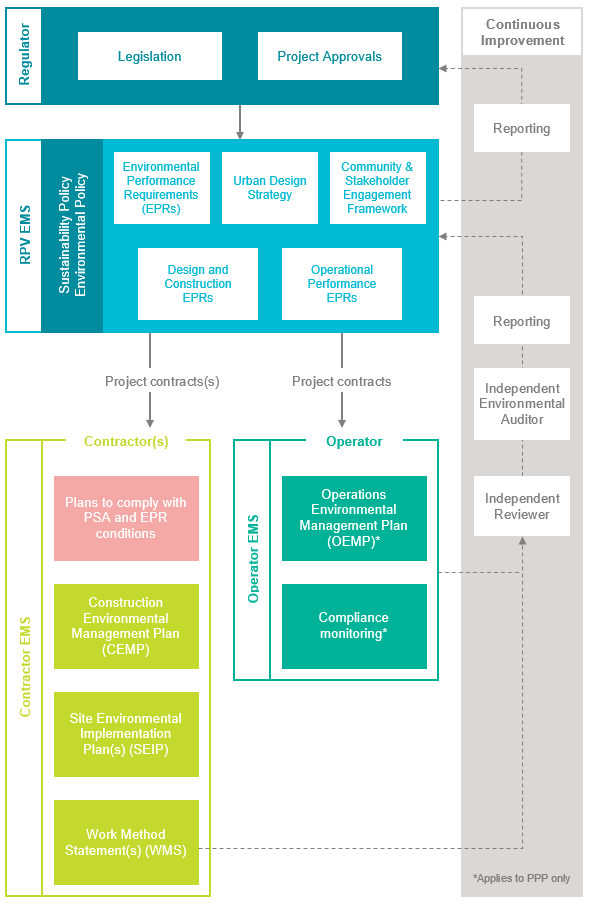 Regulator
Legislation
Project Approvals
Continuous
Improvement
Reporting
RPV EMS
Sustainability Policy
Environmental Policy
Environmental
Performance
Requirements
(EPRs)
Urban Design
Strategy
Community &
Stakeholder
Engagement
Framework
Design and
Construction
EPRs
Operational
Performance
EPRs
Reporting
Independent
Environmental
Auditor
Independent
Reviewer
Project contracts(s)
Project contracts
Contractor(s)
Contractor EMS
Plans to comply with
PSA and EPR
conditions
Construction
Environmental
Management Plan
(CEMP)
Site Environmental
Implementation
Plan(s) (SEIP)
Work Method
Statement(s) (WMS)
Operator
Operator EMS
Operations
Environmental
Management Plan
(OEMP)*
Compliance
monitoring*
*Applies to PPP only